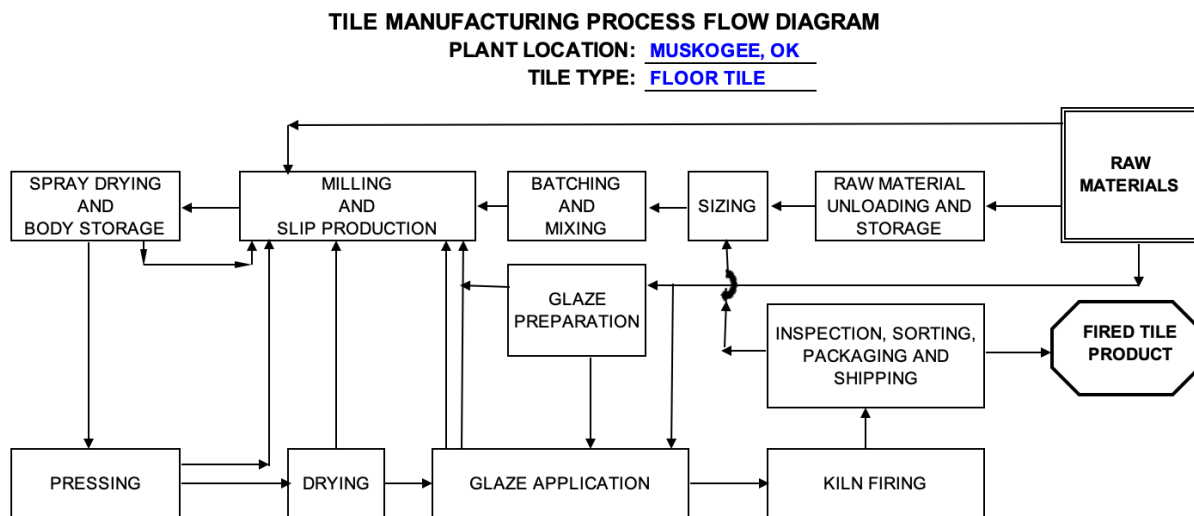 TILE MANUFACTURING PROCESS FLOW DIAGRAM
PLANT LOCATION: MUSKOGEE, OK
TILE TYPE: FLOOR TILE
RAW
MATERIALS
SPRAY DRYING
AND
BODY STORAGE
MILLING
AND
SLIP PRODUCTION
BATCHING
AND
MIXING
SIZING
RAW MATERIAL
UNLOADING AND
STORAGE
GLAZE
PREPARATION
INSPECTION, SORTING,
PACKAGING AND
SHIPPING
FIRED TILE
PRODUCT
PRESSING
DRYING
GLAZE APPLICATION
KILN FIRING